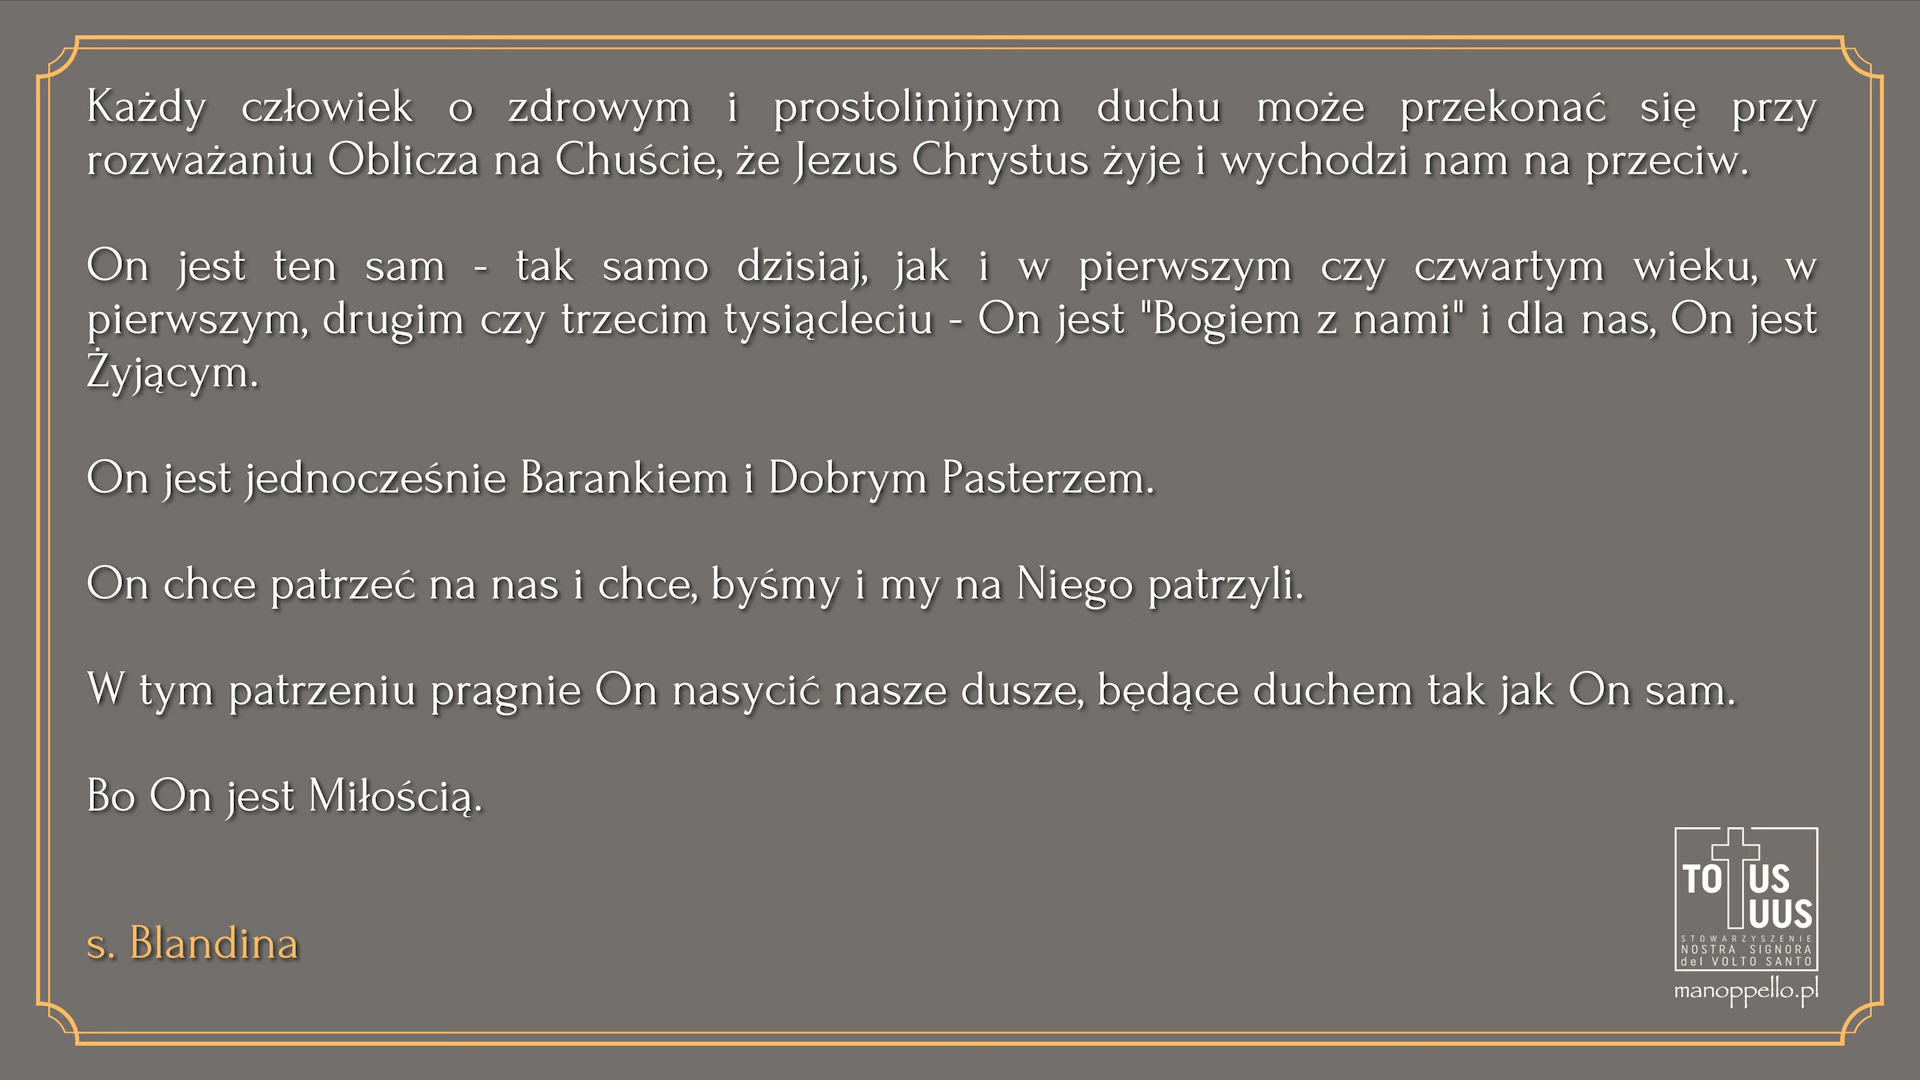 Każdy człowiek o zdrowym i prostolinijnym duchu może przekonać się przy
rozważaniu Oblicza na Chuście, że Jezus Chrystus żyje i wychodzi nam na przeciw.
On jest ten sam - tak samo dzisiaj, jak i w pierwszym czy czwartym wieku, w
pierwszym, drugim czy trzecim tysiącleciu - On jest "Bogiem z nami" i dla nas, On jest
Żyjącym.
On jest jednocześnie Barankiem i Dobrym Pasterzem.
On chce patrzeć na nas i chce, byśmy i my na Niego patrzyli.
W tym patrzeniu pragnie On nasycić nasze dusze, będące duchem tak jak On sam.
Bo On jest Miłością.
s. Blandina
TOTUS
TUUS
STOWARZYSZENIE
NOSTRA SIGNORA
del VOLTO SANTO
manoppello.pl